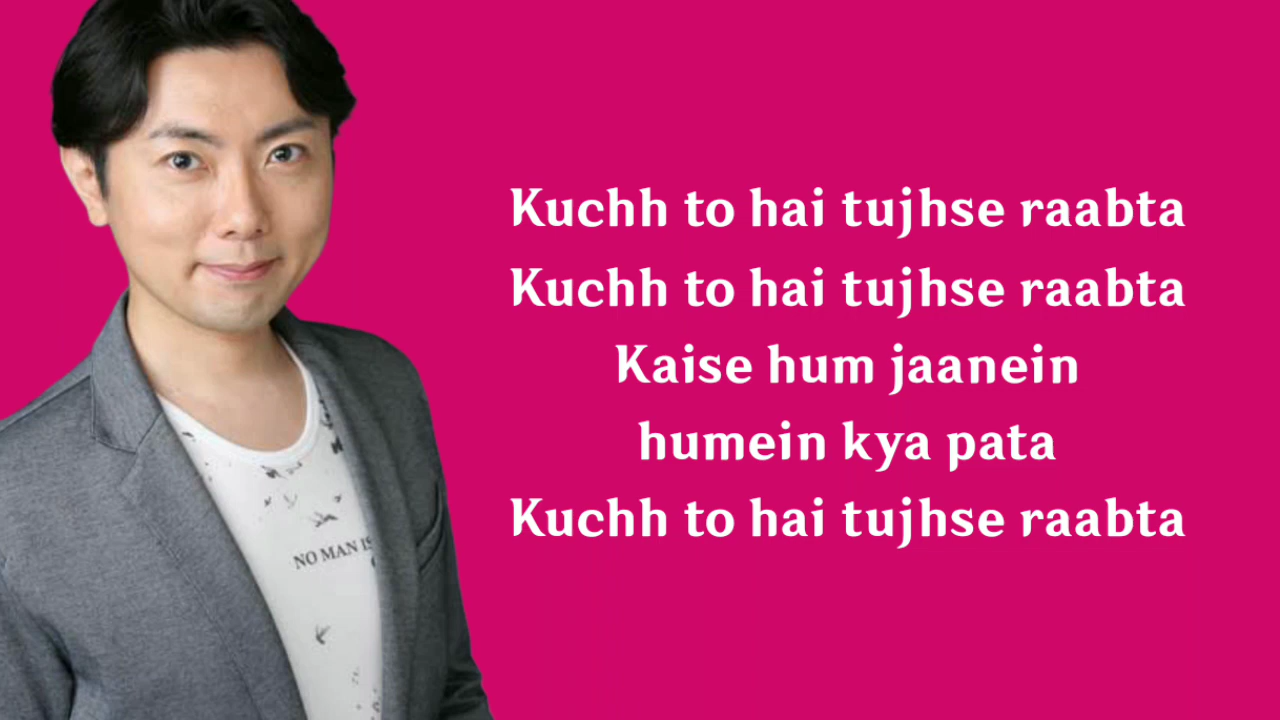 Kuchh to hai tujhse raabta
Kuchh to hai tujhse raabta
Kaise hum jaanein
humein kya pata
Kuchh to hai tujhse raabta
NO MAN IS